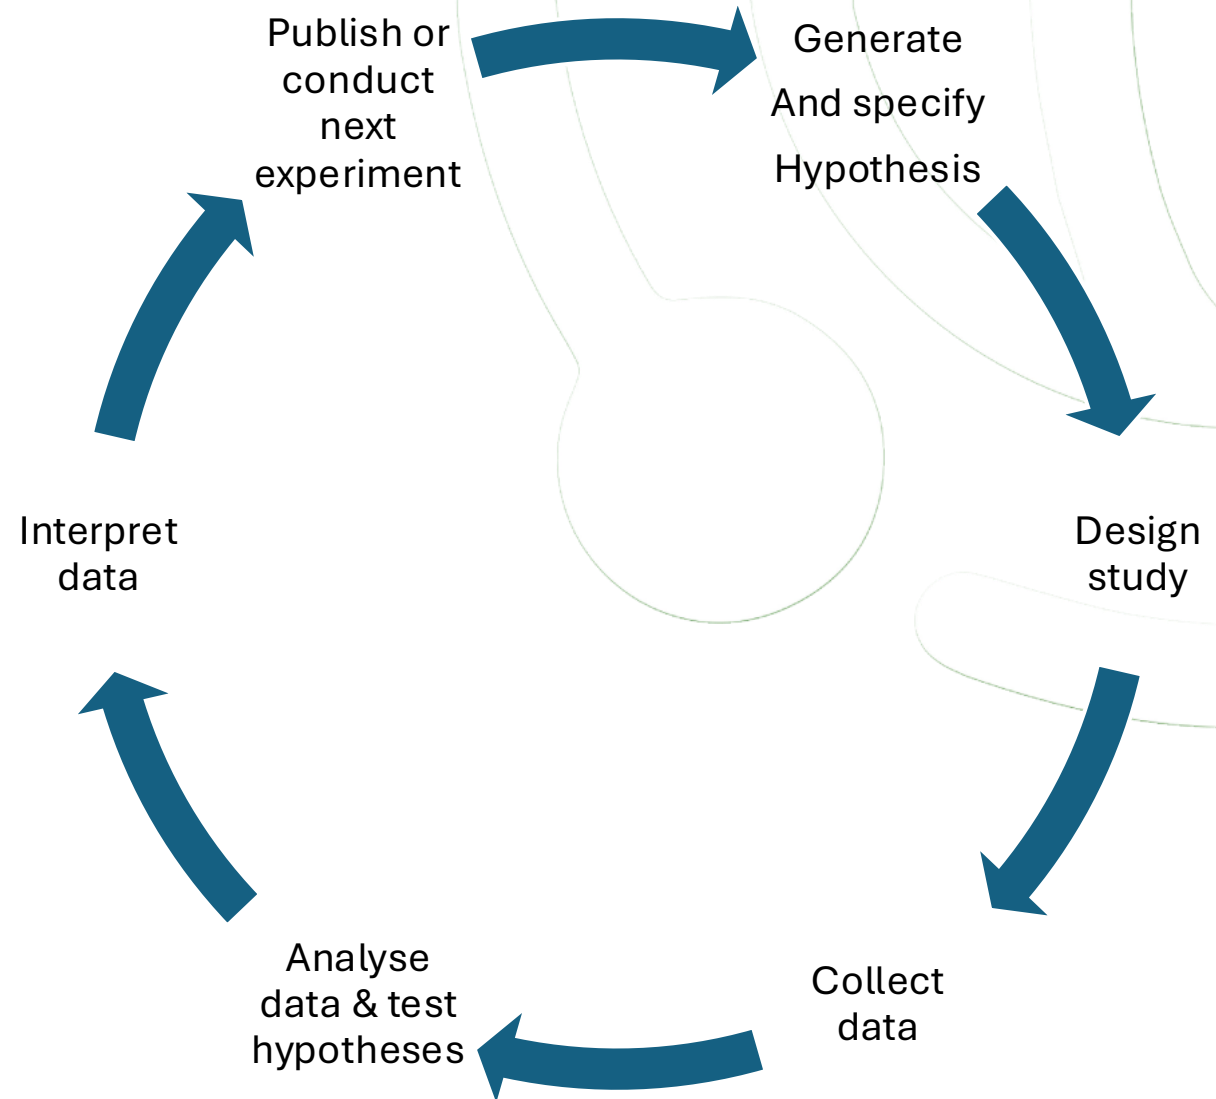 Publish or
conduct
next
experiment
Generate
And specify
Hypothesis
Design
study
Collect
data
Analyse
data & test
hypotheses
Interpret
data